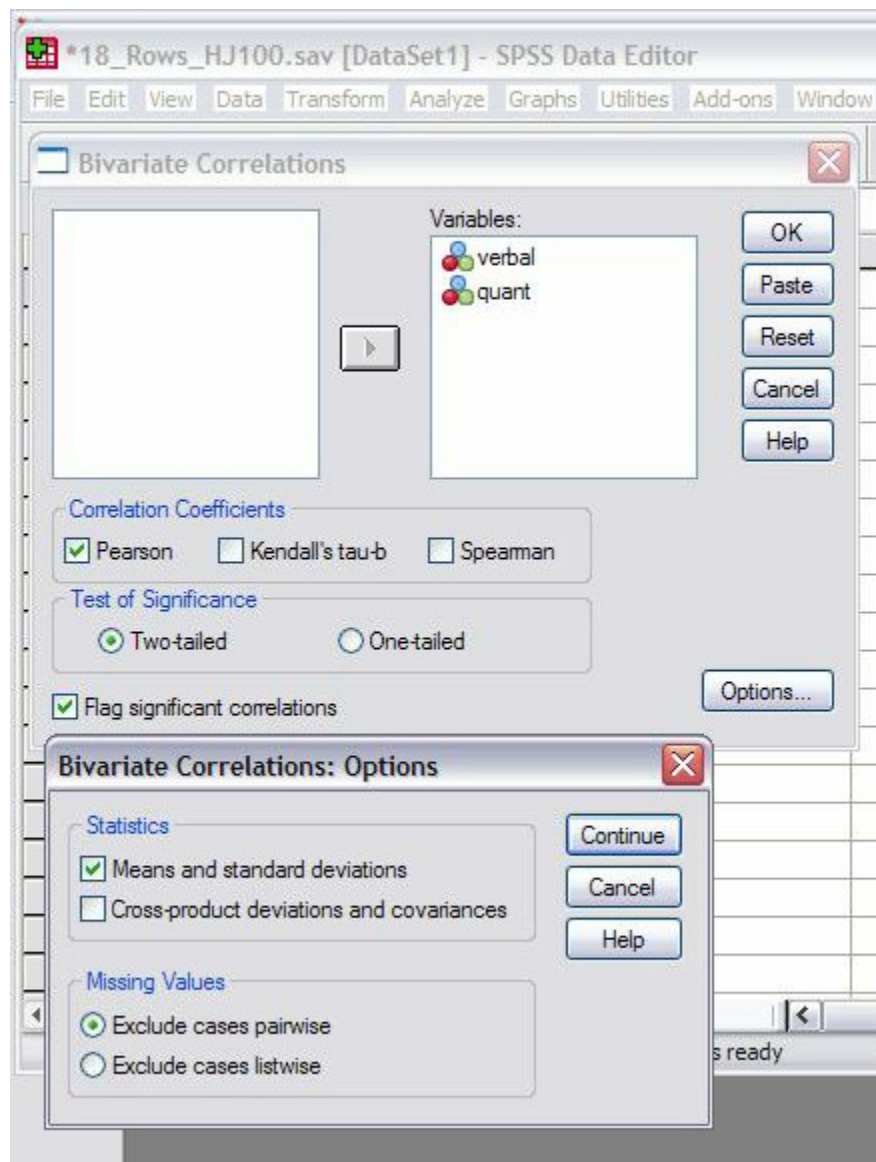 *18_Rows_HJ100.sav [DataSet1] - SPSS Data Editor
File Edit View Data Transform Analyze Graphs Utilities Add-ons Window
Bivariate Correlations
Variables:
verbal
quant
OK
Paste
Reset
Cancel
Help
Correlation Coefficients
Pearson Kendall's tau-b Spearman
Test of Significance
Two-tailed One-tailed
Flag significant correlations
Options...
Bivariate Correlations: Options
Statistics
Means and standard deviations
Cross-product deviations and covariances
Continue
Cancel
Help
Missing Values
Exclude cases pairwise
Exclude cases listwise
s ready